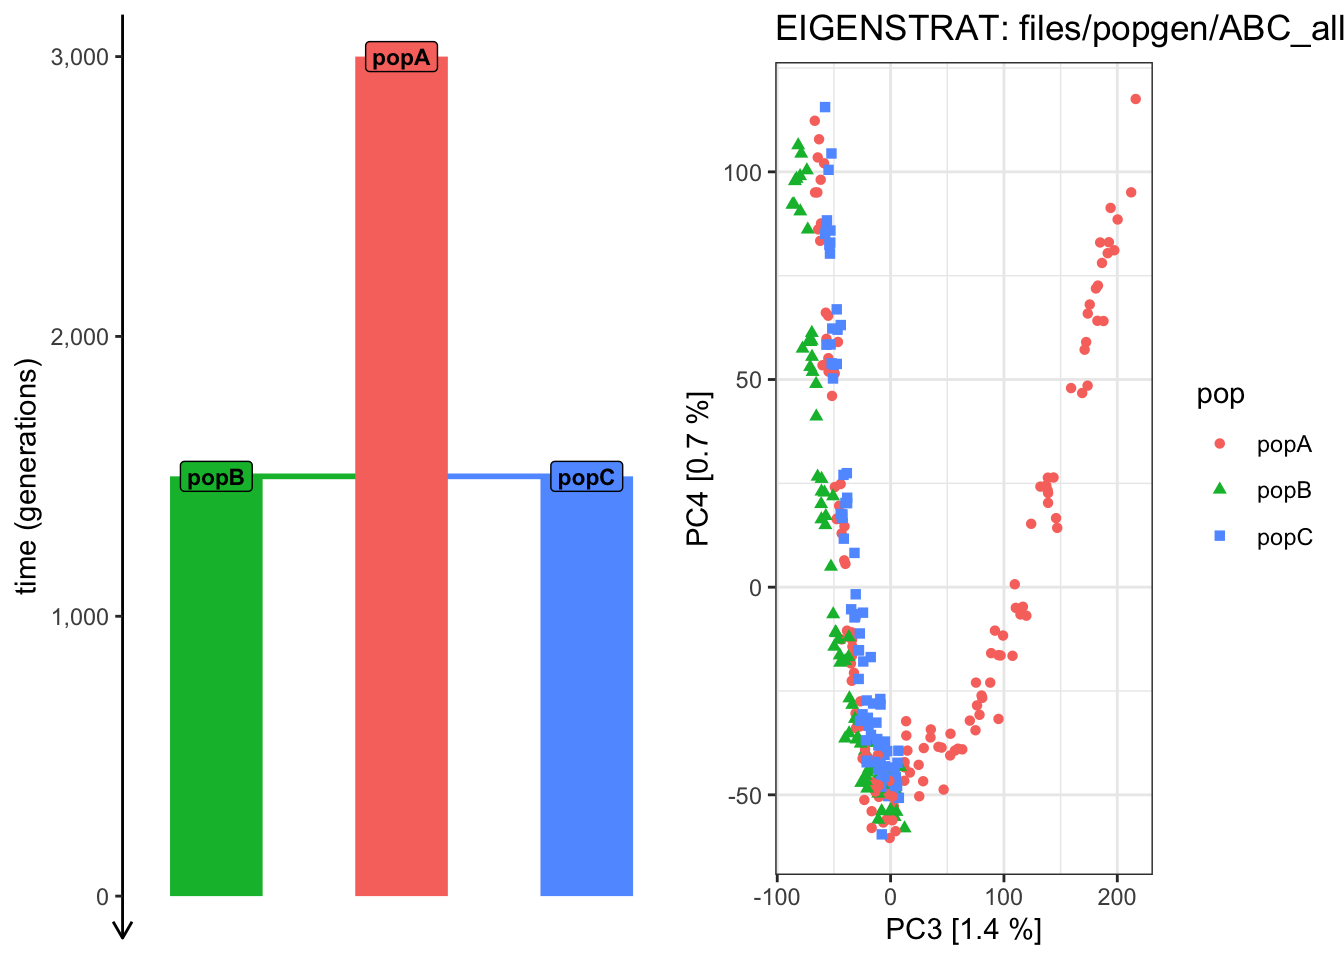 time (generations)
3,000
2,000
1,000
0
popA
popB
popC
EIGENSTRAT: files/popgen/ABC_all
PC4 [0.7 %]
100
50
0
-50
-100
0
100
200
PC3 [1.4 %]
pop
popA
popB
popC